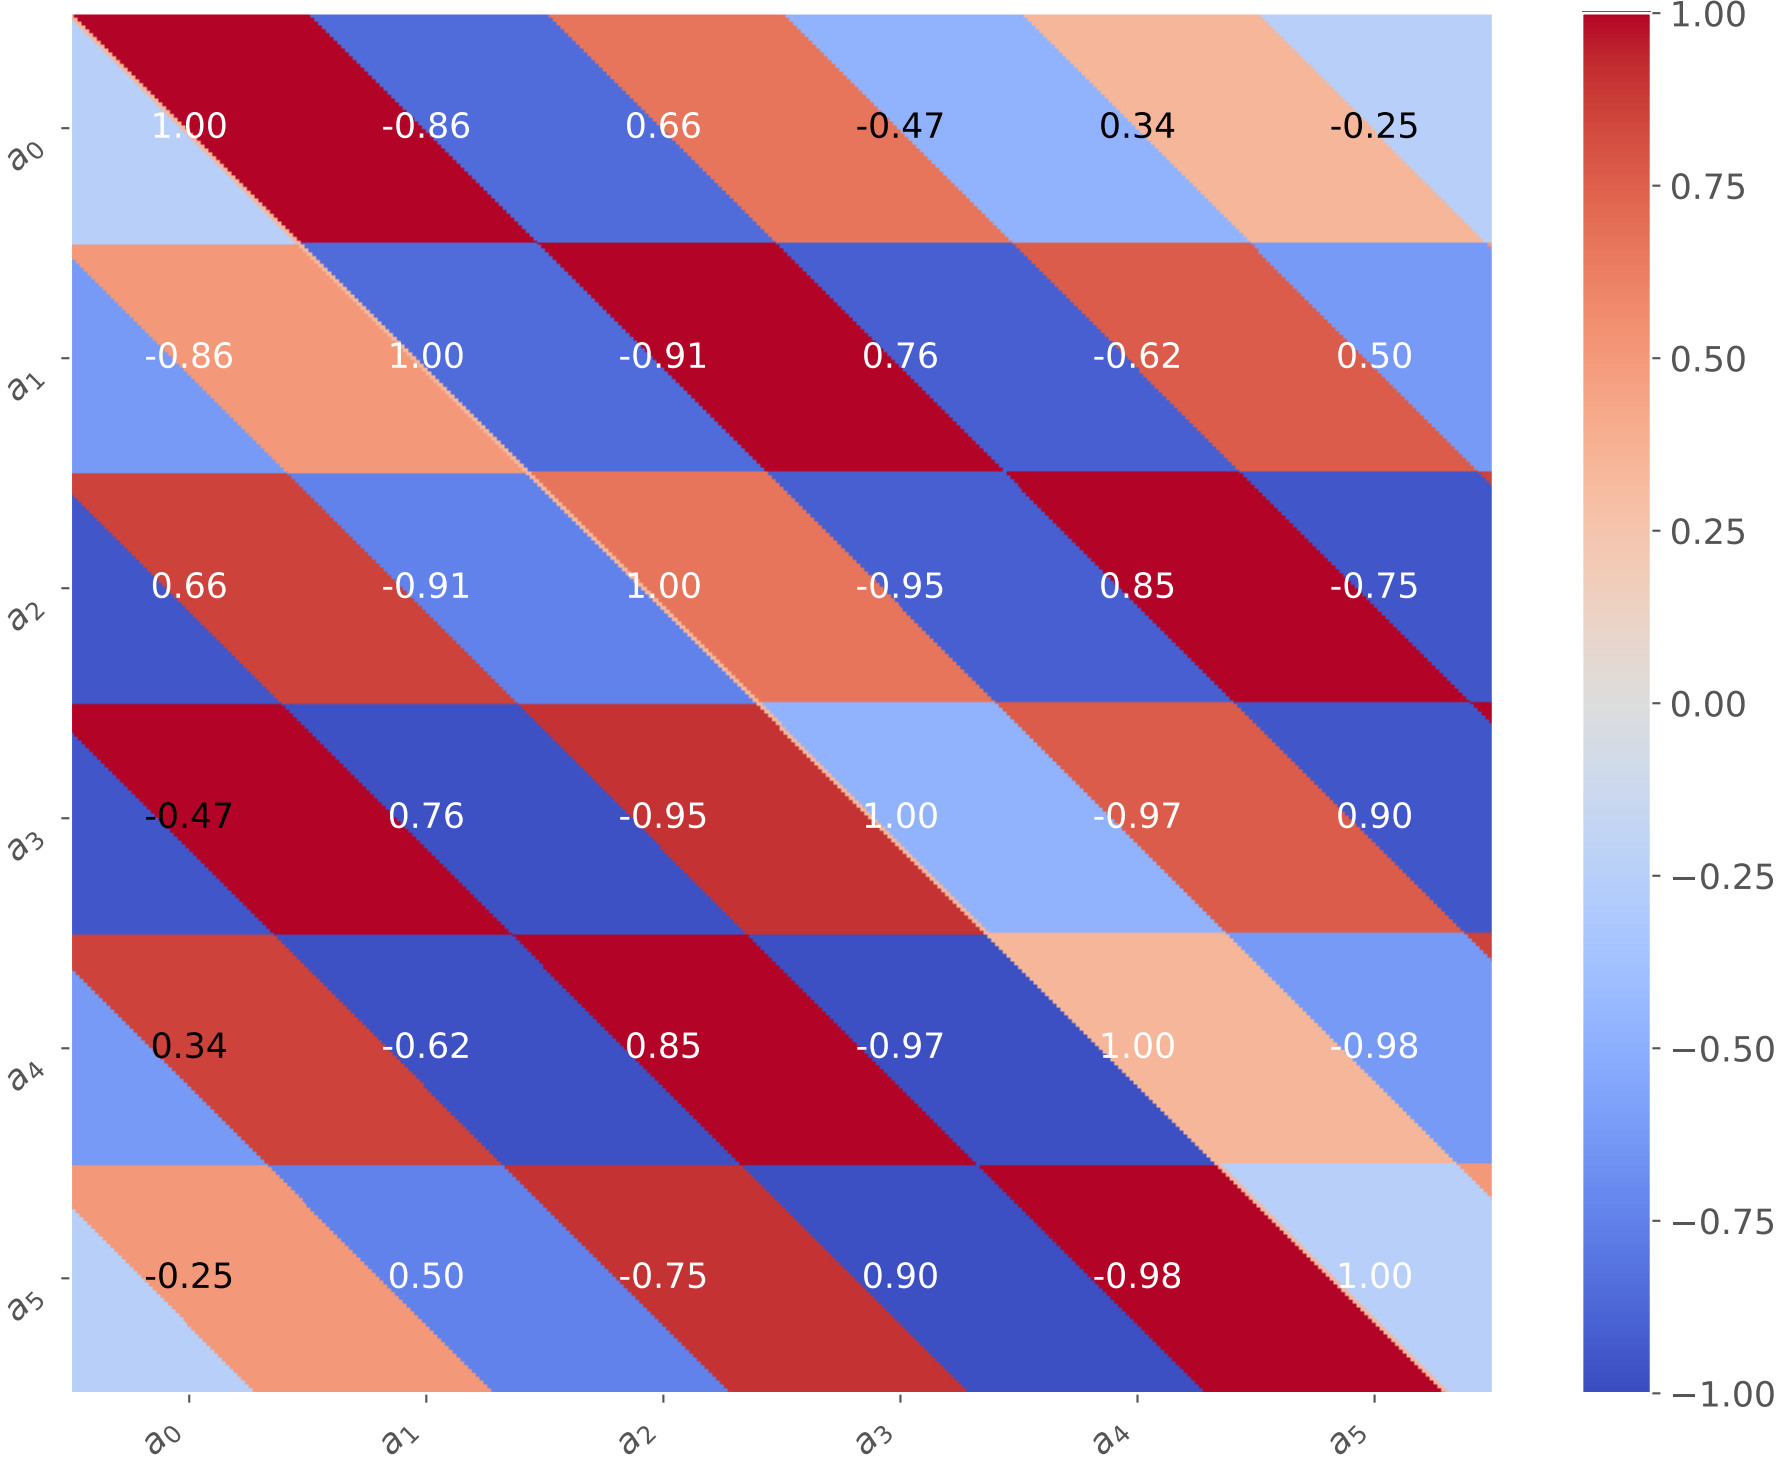 1.00 -0.86 0.66 -0.47 0.34 -0.25
-0.86 1.00 -0.91 0.76 -0.62 0.50
0.66 -0.91 1.00 -0.95 0.85 -0.75
-0.47 0.76 -0.95 1.00 -0.97 0.90
0.34 -0.62 0.85 -0.97 1.00 -0.98
-0.25 0.50 -0.75 0.90 -0.98 1.00
a₀
a₁
a₂
a₃
a₄
a₅
a₀ a₁ a₂ a₃ a₄ a₅
1.00
0.75
0.50
0.25
0.00
−0.25
−0.50
−0.75
−1.00